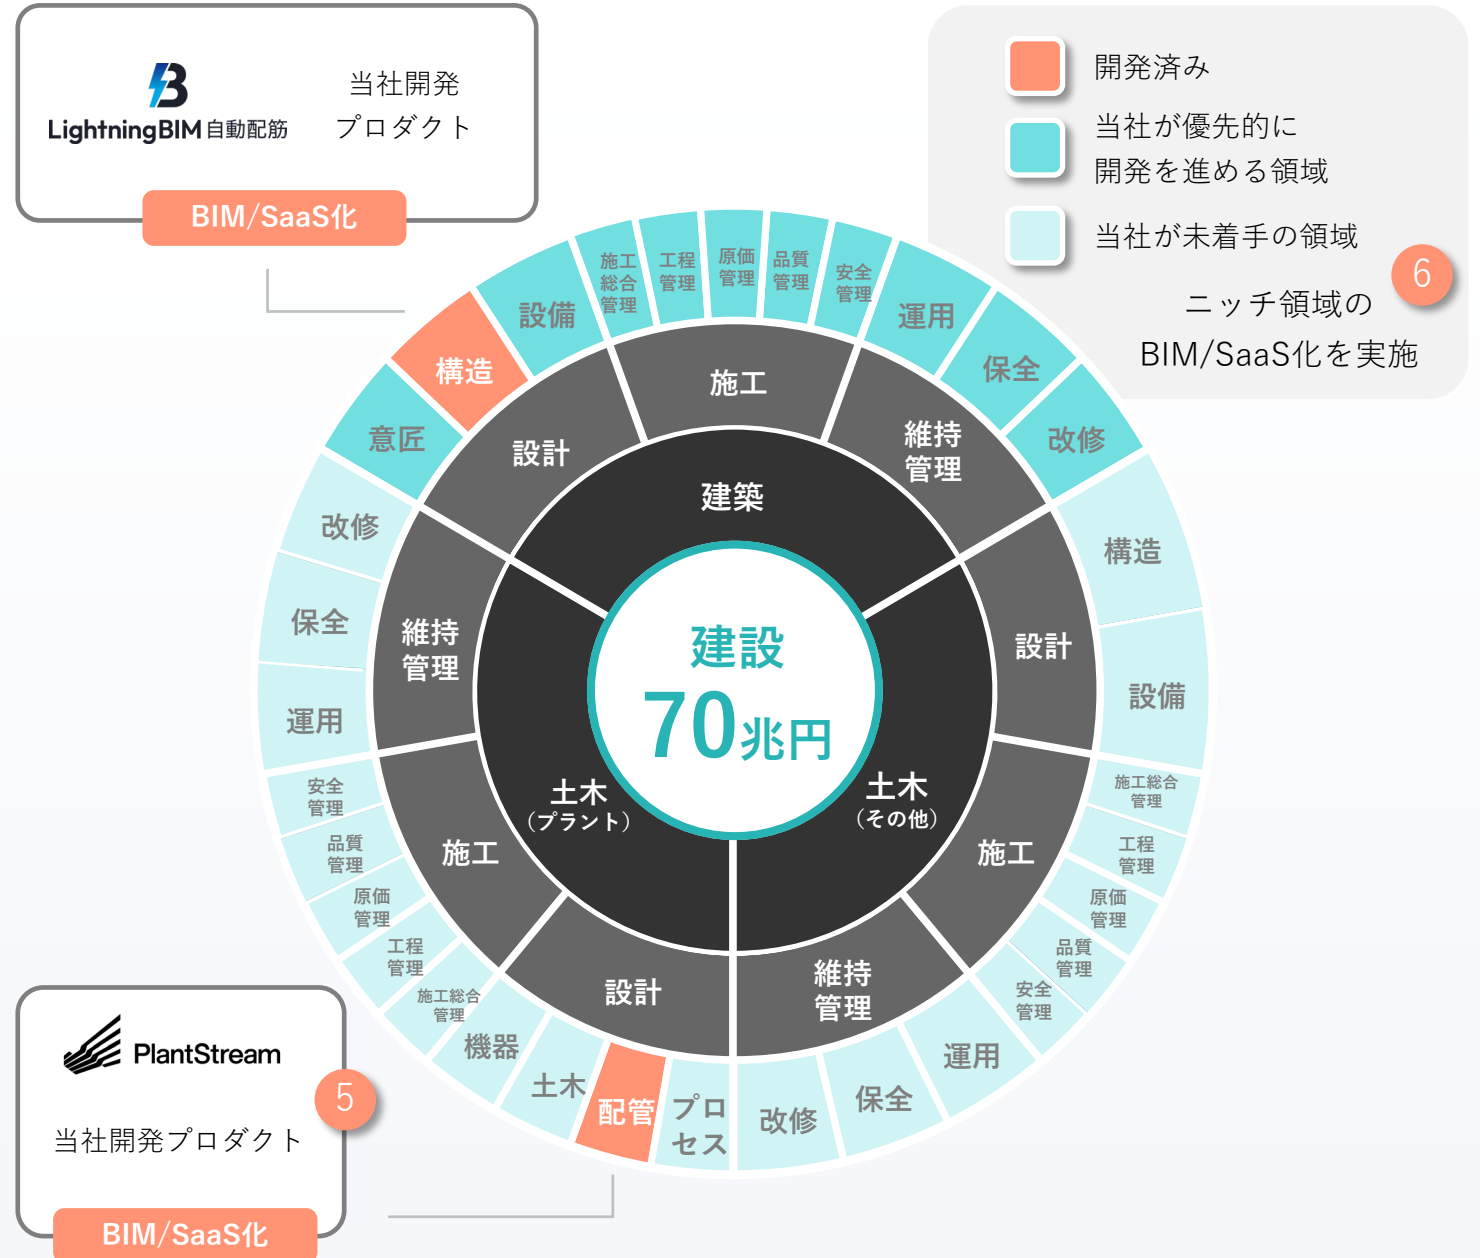 LightningBIM 自動配筋
当社開発
プロダクト
BIM/SaaS化
開発済み
当社が優先的に
開発を進める領域
当社が未着手の領域
6
ニッチ領域の
BIM/SaaS化を実施
建設
70兆円
建築
土木
(その他)
土木
(プラント)
設計
施工
維持
管理
設計
施工
維持
管理
設計
施工
維持
管理
意匠
構造
設備
施工
総合
管理
工程
管理
原価
管理
品質
管理
安全
管理
運用
保全
改修
構造
設備
施工総合
管理
工程
管理
原価
管理
品質
管理
安全
管理
運用
保全
改修
プロ
セス
配管
土木
機器
施工総合
管理
工程
管理
原価
管理
品質
管理
安全
管理
運用
保全
改修
PlantStream
5
当社開発プロダクト
BIM/SaaS化